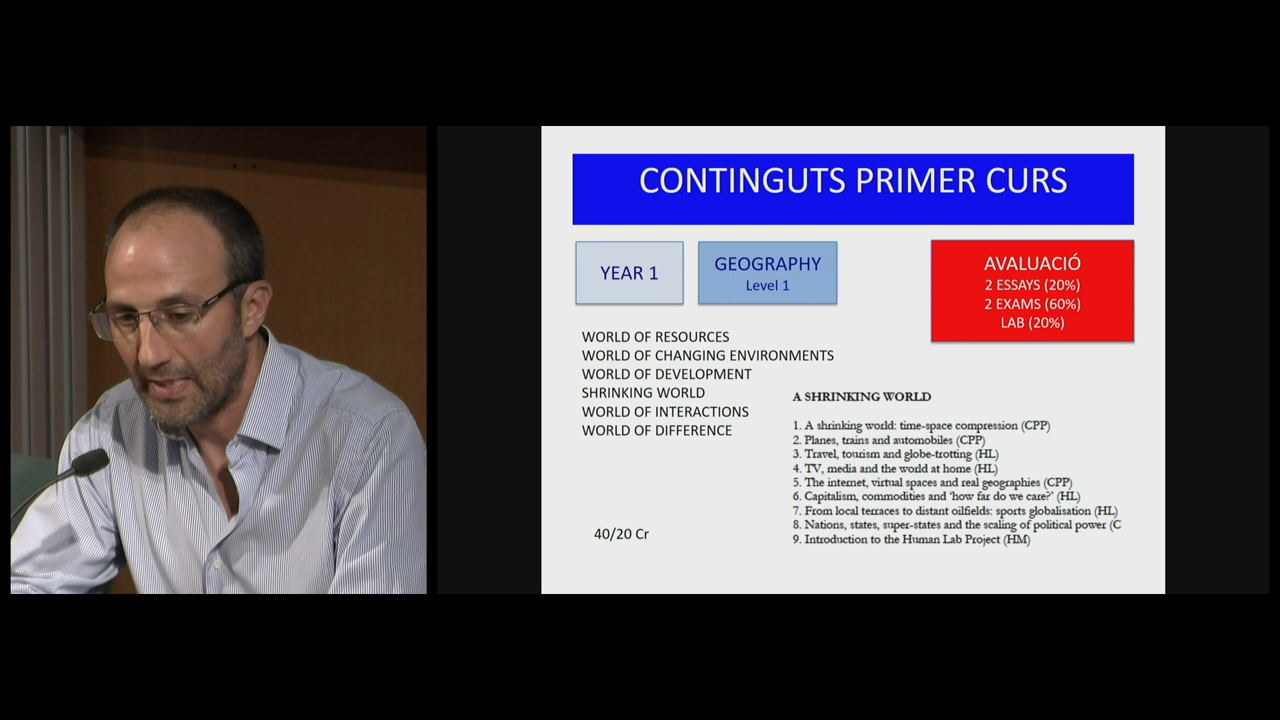 CONTINGUTS PRIMER CURS
YEAR 1
GEOGRAPHY
Level 1
AVALUACIÓ
2 ESSAYS (20%)
2 EXAMS (60%)
LAB (20%)
WORLD OF RESOURCES
WORLD OF CHANGING ENVIRONMENTS
WORLD OF DEVELOPMENT
SHRINKING WORLD
WORLD OF INTERACTIONS
WORLD OF DIFFERENCE
A SHRINKING WORLD
1. A shrinking world: time-space compression (CPP)
2. Planes, trains and automobiles (CPP)
3. Travel, tourism and globe-trotting (HL)
4. TV, media and the world at home (HL)
5. The internet, virtual spaces and real geographies (CPP)
6. Capitalism, commodities and 'how far do we care?' (HL)
7. From local terraces to distant oilfields: sports globalisation (HL)
8. Nations, states, super-states and the scaling of political power (C
9. Introduction to the Human Lab Project (HM)
40/20 Cr